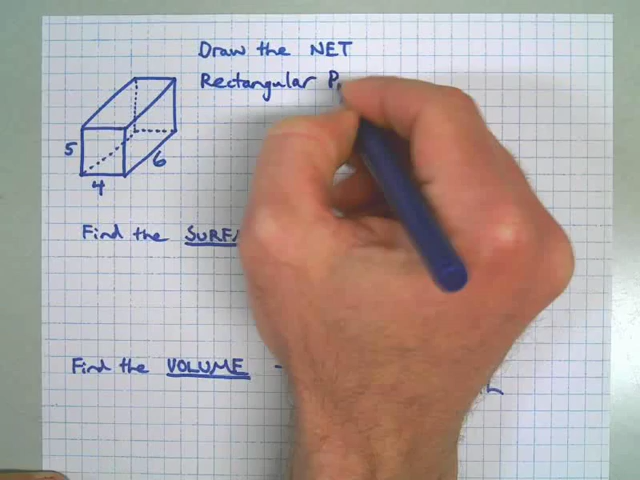 Draw the NET
Rectangular P
5
6
4
Find the SURF
Find the VOLUME -